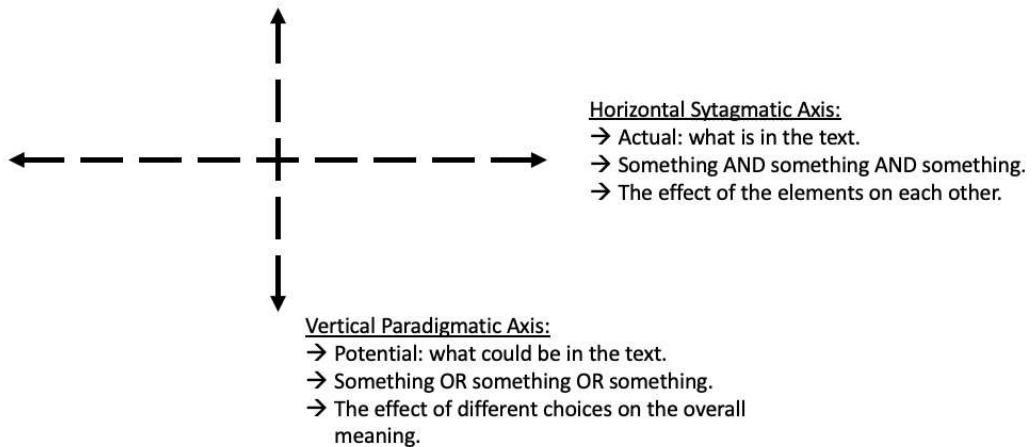 Horizontal Sytagmatic Axis:
→ Actual: what is in the text.
→ Something AND something AND something.
→ The effect of the elements on each other.
Vertical Paradigmatic Axis:
→ Potential: what could be in the text.
→ Something OR something OR something.
→ The effect of different choices on the overall
meaning.